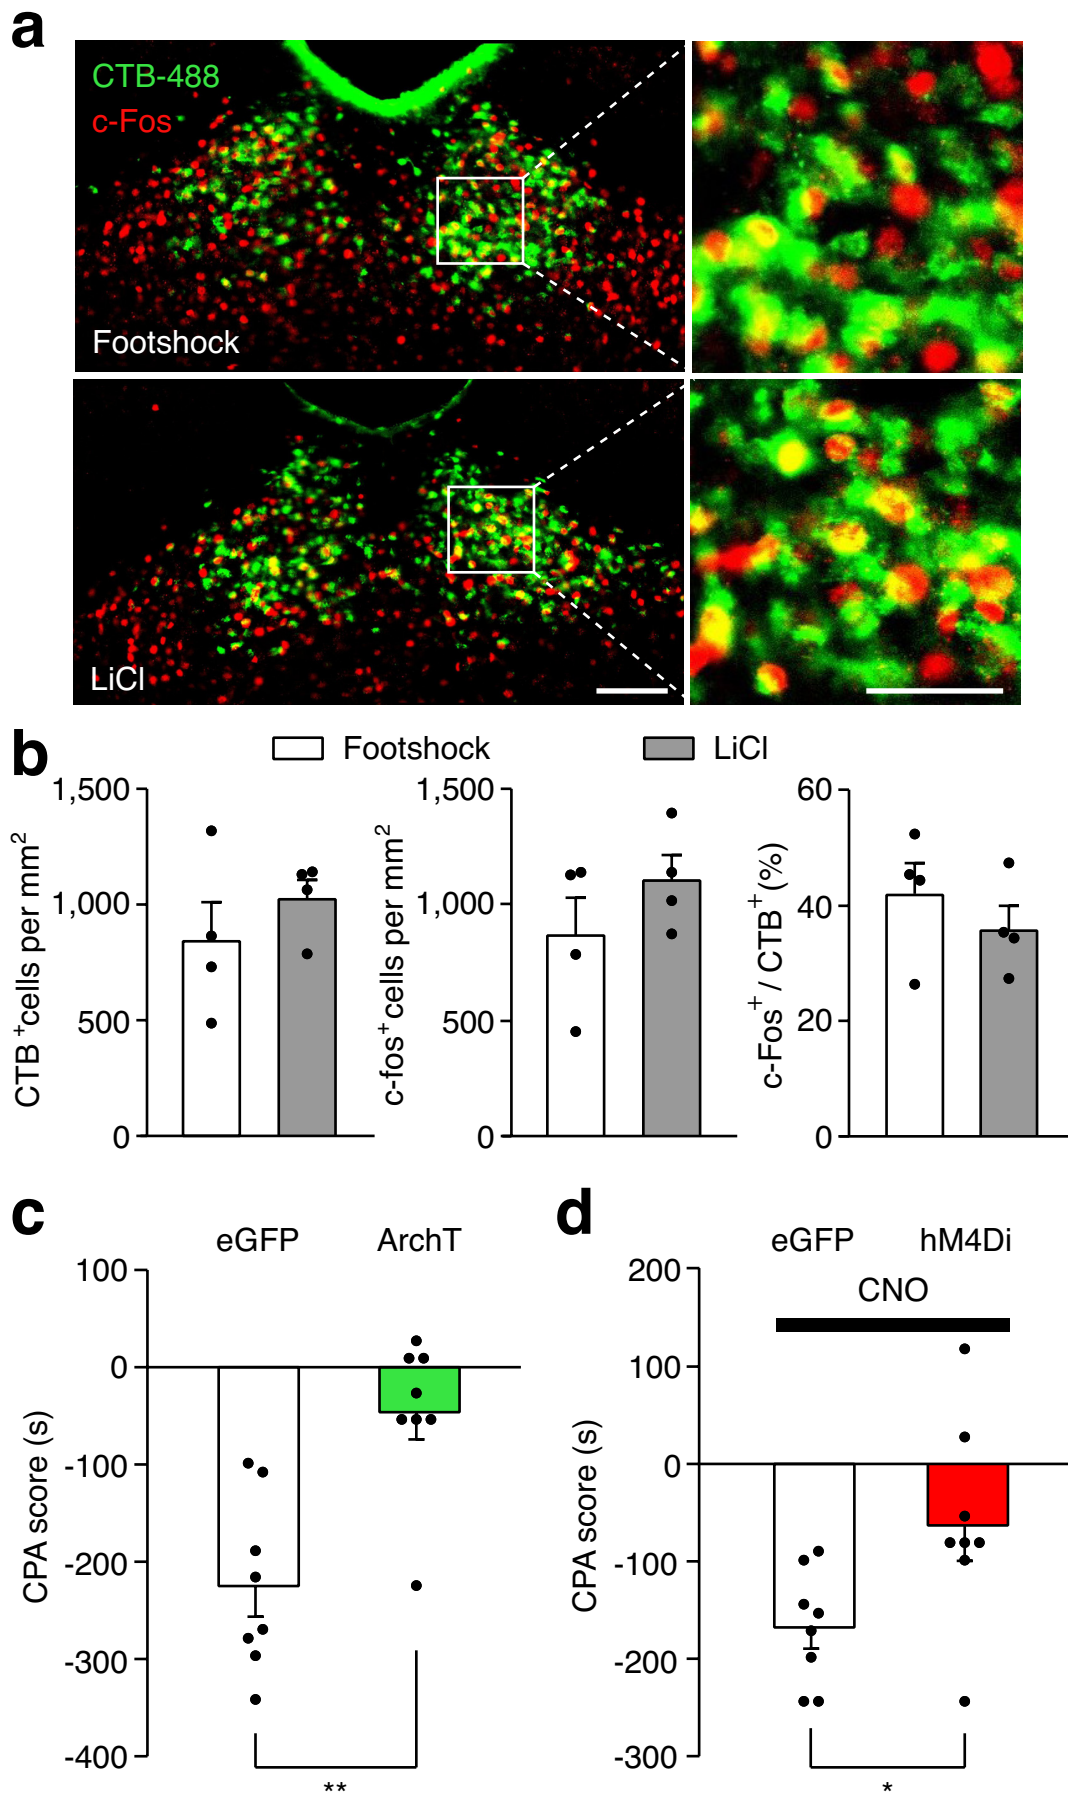 a
CTB-488
c-Fos
Footshock
LiCl
b
Footshock
LiCl
CTB⁺cells per mm²
1,500
1,000
500
0
c-fos⁺cells per mm²
1,500
1,000
500
0
c-Fos⁺ / CTB⁺(%)
60
40
20
0
c
eGFP ArchT
CPA score (s)
100
0
-100
-200
-300
-400
**
d
eGFP hM4Di
CNO
CPA score (s)
200
100
0
-100
-200
-300
*